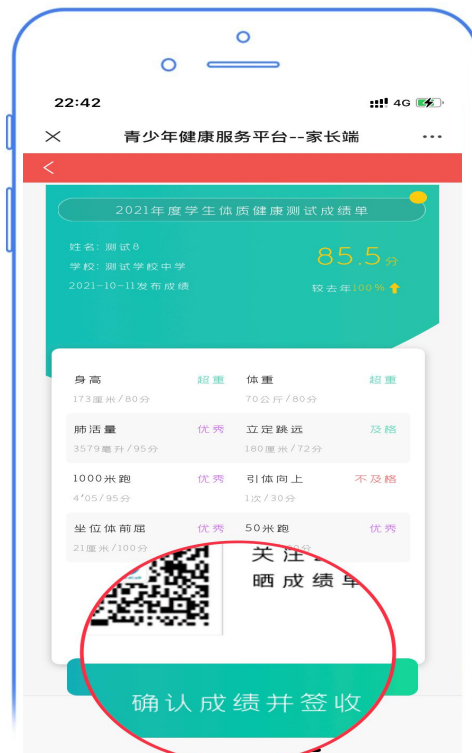 22:42
4G
青少年健康服务平台--家长端
2021年度学生体质健康测试成绩单
姓名: 测试8
学校: 测试学校中学
2021-10-11发布成绩
85.5分
较去年100%
身高 超重 体重 超重
173厘米/80分 70公斤/80分
肺活量 优秀 立定跳远 及格
3579毫升/95分 180厘米/72分
1000米跑 优秀 引体向上 不及格
4'05/95分 1次/30分
坐位体前屈 优秀 50米跑 优秀
21厘米/100分
关注
晒成绩单
确认成绩并签收